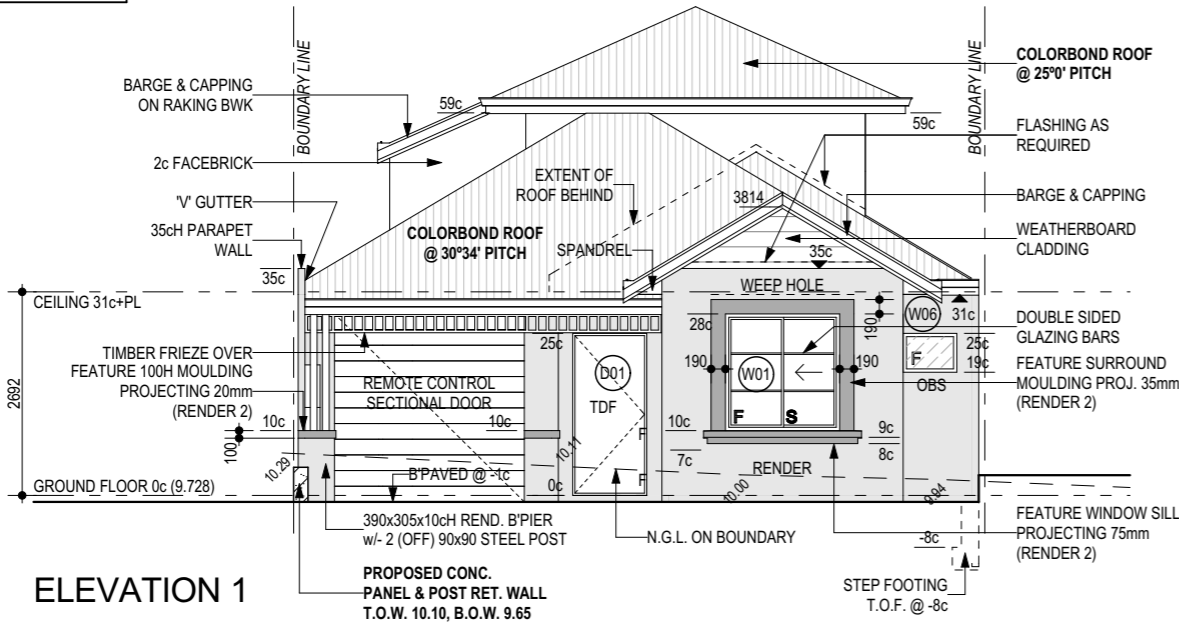 BOUNDARY LINE
BOUNDARY LINE
COLORBOND ROOF
@ 25º0' PITCH
BARGE & CAPPING
ON RAKING BWK
59c
59c
FLASHING AS
REQUIRED
2c FACEBRICK
EXTENT OF
ROOF BEHIND
3814
BARGE & CAPPING
'V' GUTTER
35cH PARAPET
WALL
COLORBOND ROOF
@ 30º34' PITCH
SPANDREL
35c
WEATHERBOARD
CLADDING
35c
WEEP HOLE
CEILING 31c+PL
28c
190
W06
31c
DOUBLE SIDED
GLAZING BARS
TIMBER FRIEZE OVER
FEATURE 100H MOULDING
PROJECTING 20mm
(RENDER 2)
25c
25c
19c
F
OBS
2692
REMOTE CONTROL
SECTIONAL DOOR
D01
TDF
190
W01
190
FEATURE SURROUND
MOULDING PROJ. 35mm
(RENDER 2)
F
S
10c
10c
10c
9c
8c
100
F
7c
10.29
10.11
B'PAVED @ -1c
RENDER
GROUND FLOOR 0c (9.728)
0c
F
10.00
9.94
390x305x10cH REND. B'PIER
w/- 2 (OFF) 90x90 STEEL POST
N.G.L. ON BOUNDARY
FEATURE WINDOW SILL
PROJECTING 75mm
(RENDER 2)
-8c
ELEVATION 1
PROPOSED CONC.
PANEL & POST RET. WALL
T.O.W. 10.10, B.O.W. 9.65
STEP FOOTING
T.O.F. @ -8c